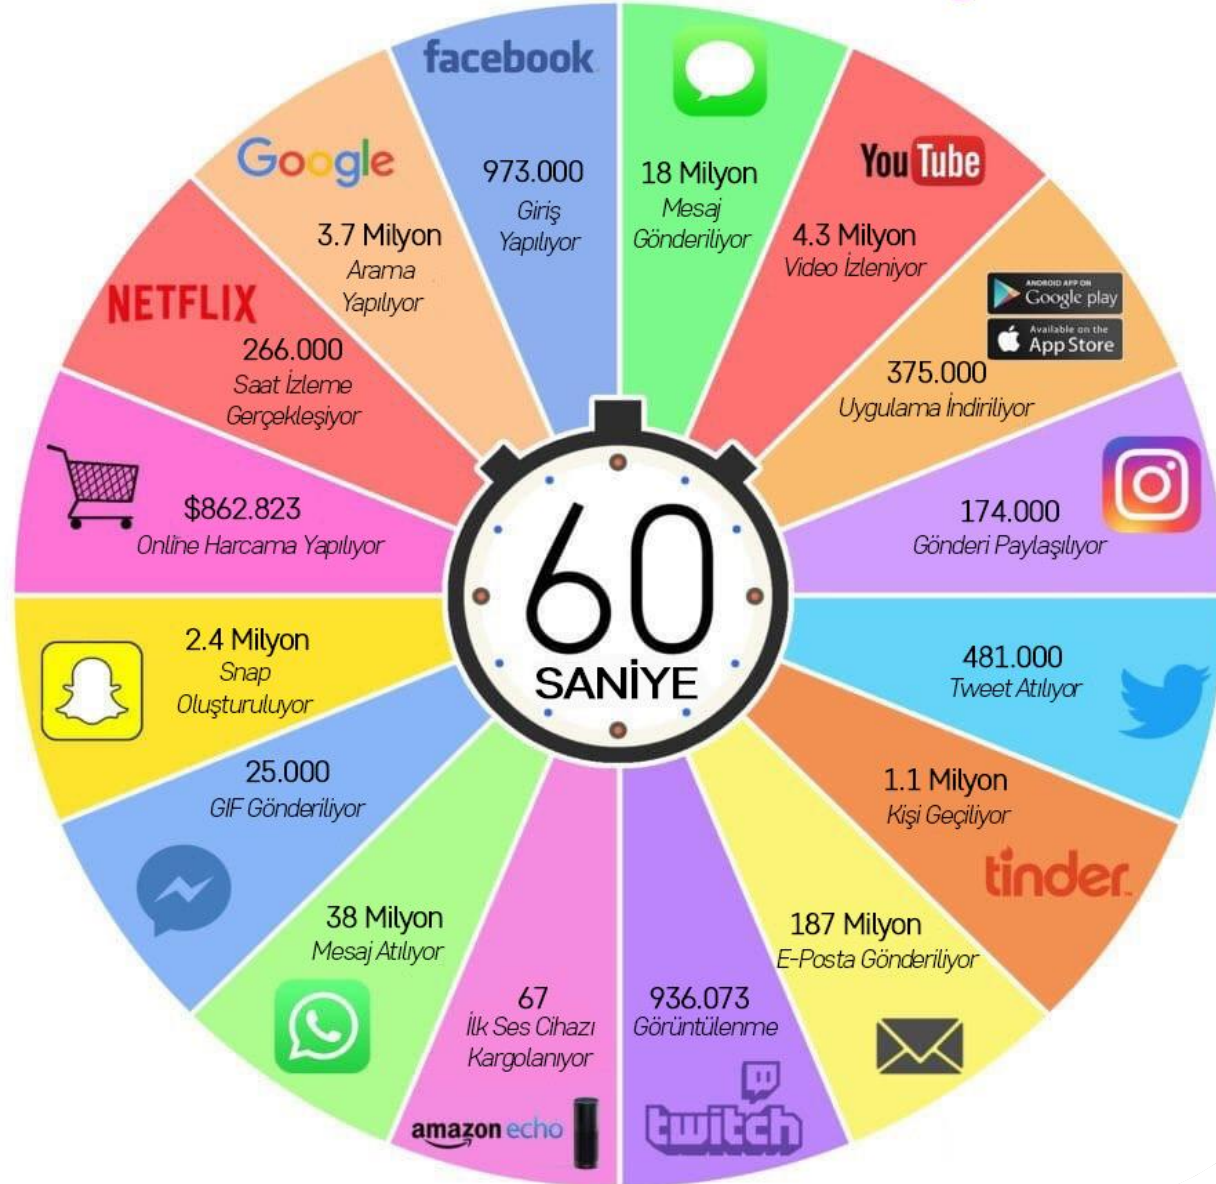 facebook
973.000
Giriş
Yapılıyor
18 Milyon
Mesaj
Gönderiliyor
YouTube
4.3 Milyon
Video İzleniyor
ANDROID APP ON
Google play
Available on the
App Store
375.000
Uygulama İndiriliyor
174.000
Gönderi Paylaşılıyor
481.000
Tweet Atılıyor
1.1 Milyon
Kişi Geçiliyor
tinder
187 Milyon
E-Posta Gönderiliyor
936.073
Görüntülenme
twitch
67
İlk Ses Cihazı
Kargolanıyor
amazon echo
38 Milyon
Mesaj Atılıyor
25.000
GIF Gönderiliyor
2.4 Milyon
Snap
Oluşturuluyor
$862.823
Online Harcama Yapılıyor
NETFLIX
266.000
Saat İzleme
Gerçekleşiyor
Google
3.7 Milyon
Arama
Yapılıyor
60
SANİYE